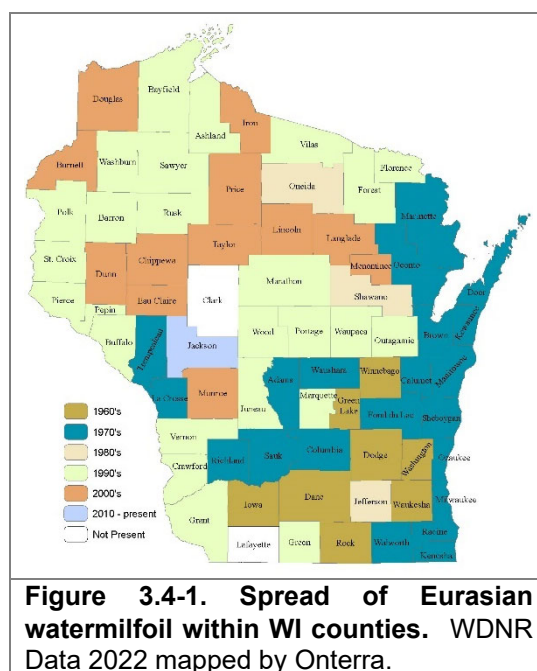 Douglas
Bayfield
Ashland
Iron
Vilas
Florence
Burnett
Washburn
Sawyer
Price
Oneida
Forest
Marinette
Polk
Barron
Rusk
Lincoln
Langlade
Taylor
Oconto
Chippewa
Menominee
St. Croix
Dunn
Clark
Marathon
Shawano
Door
Pierce
Eau Claire
Pepin
Kewaunee
Buffalo
Trempealeau
Jackson
Wood
Portage
Waupaca
Outagamie
Brown
Waushara
Winnebago
Calumet
Manitowoc
Adams
La Crosse
Monroe
Juneau
Marquette
Green
Lake
Fond du Lac
Sheboygan
Vernon
Crawford
Richland
Sauk
Columbia
Dodge
Washington
Ozaukee
Grant
Iowa
Dane
Jefferson
Waukesha
Milwaukee
Lafayette
Green
Rock
Walworth
Racine
Kenosha
1960's
1970's
1980's
1990's
2000's
2010 - present
Not Present
Figure 3.4-1. Spread of Eurasian
watermilfoil within WI counties. WDNR
Data 2022 mapped by Onterra.